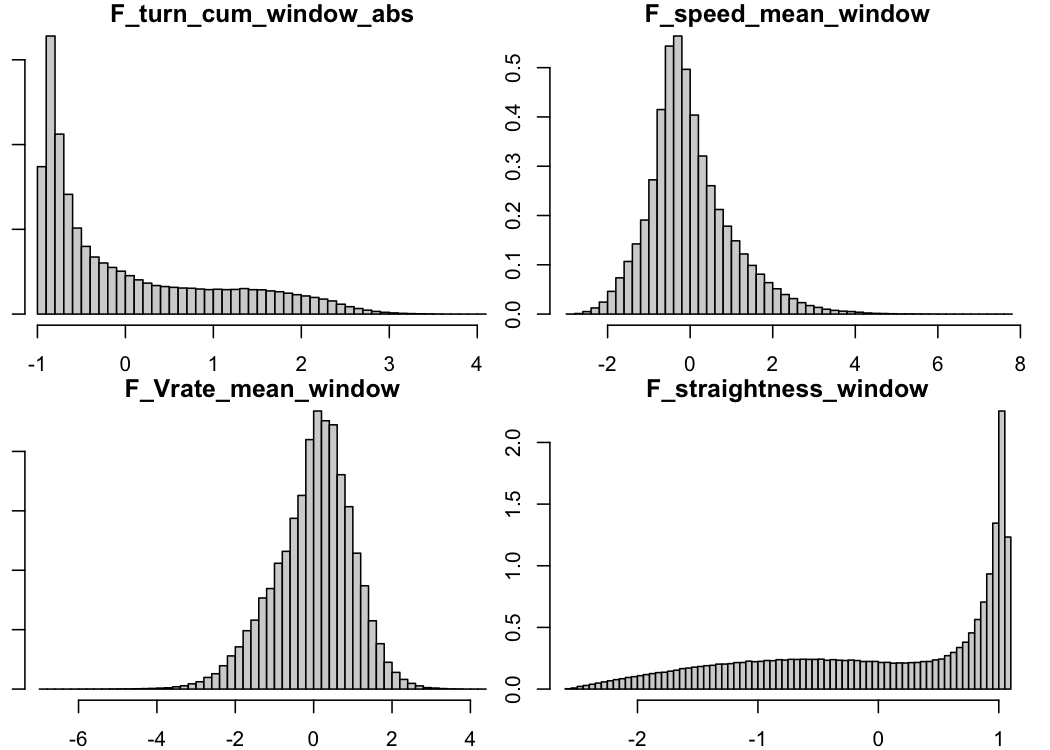 F_turn_cum_window_abs
-1 0 1 2 3 4
F_speed_mean_window
0.0 0.1 0.2 0.3 0.4 0.5
-2 0 2 4 6 8
F_Vrate_mean_window
-6 -4 -2 0 2 4
F_straightness_window
0.0 0.5 1.0 1.5 2.0
-2 -1 0 1